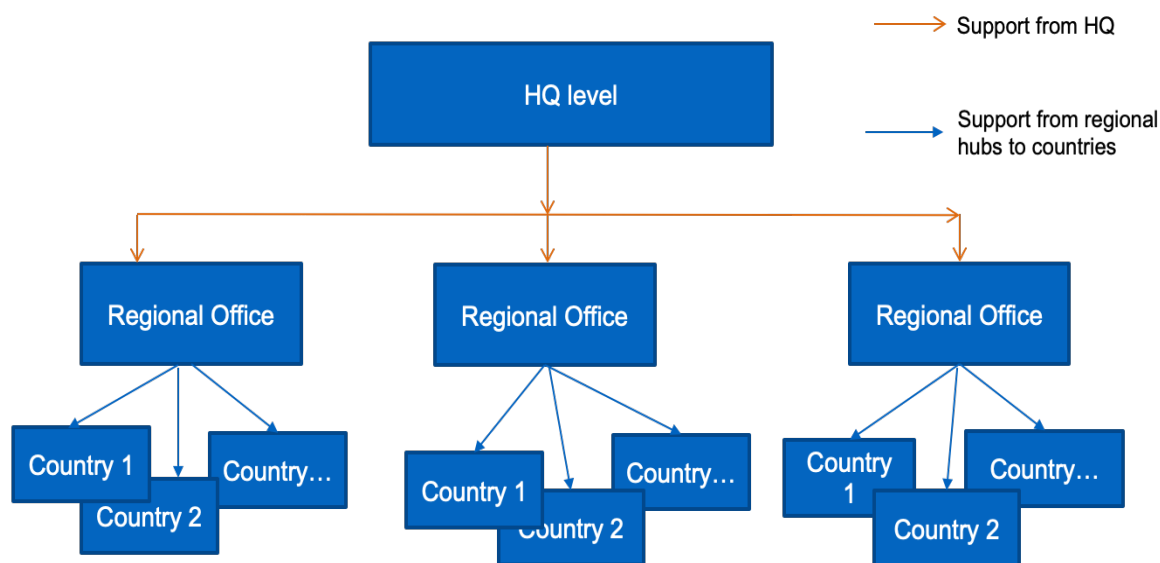 Support from HQ
HQ level
Support from regional
hubs to countries
Regional Office
Regional Office
Regional Office
Country 1
Country 2
Country…
Country 1
Country 2
Country…
Country
1
Country 2
Country…